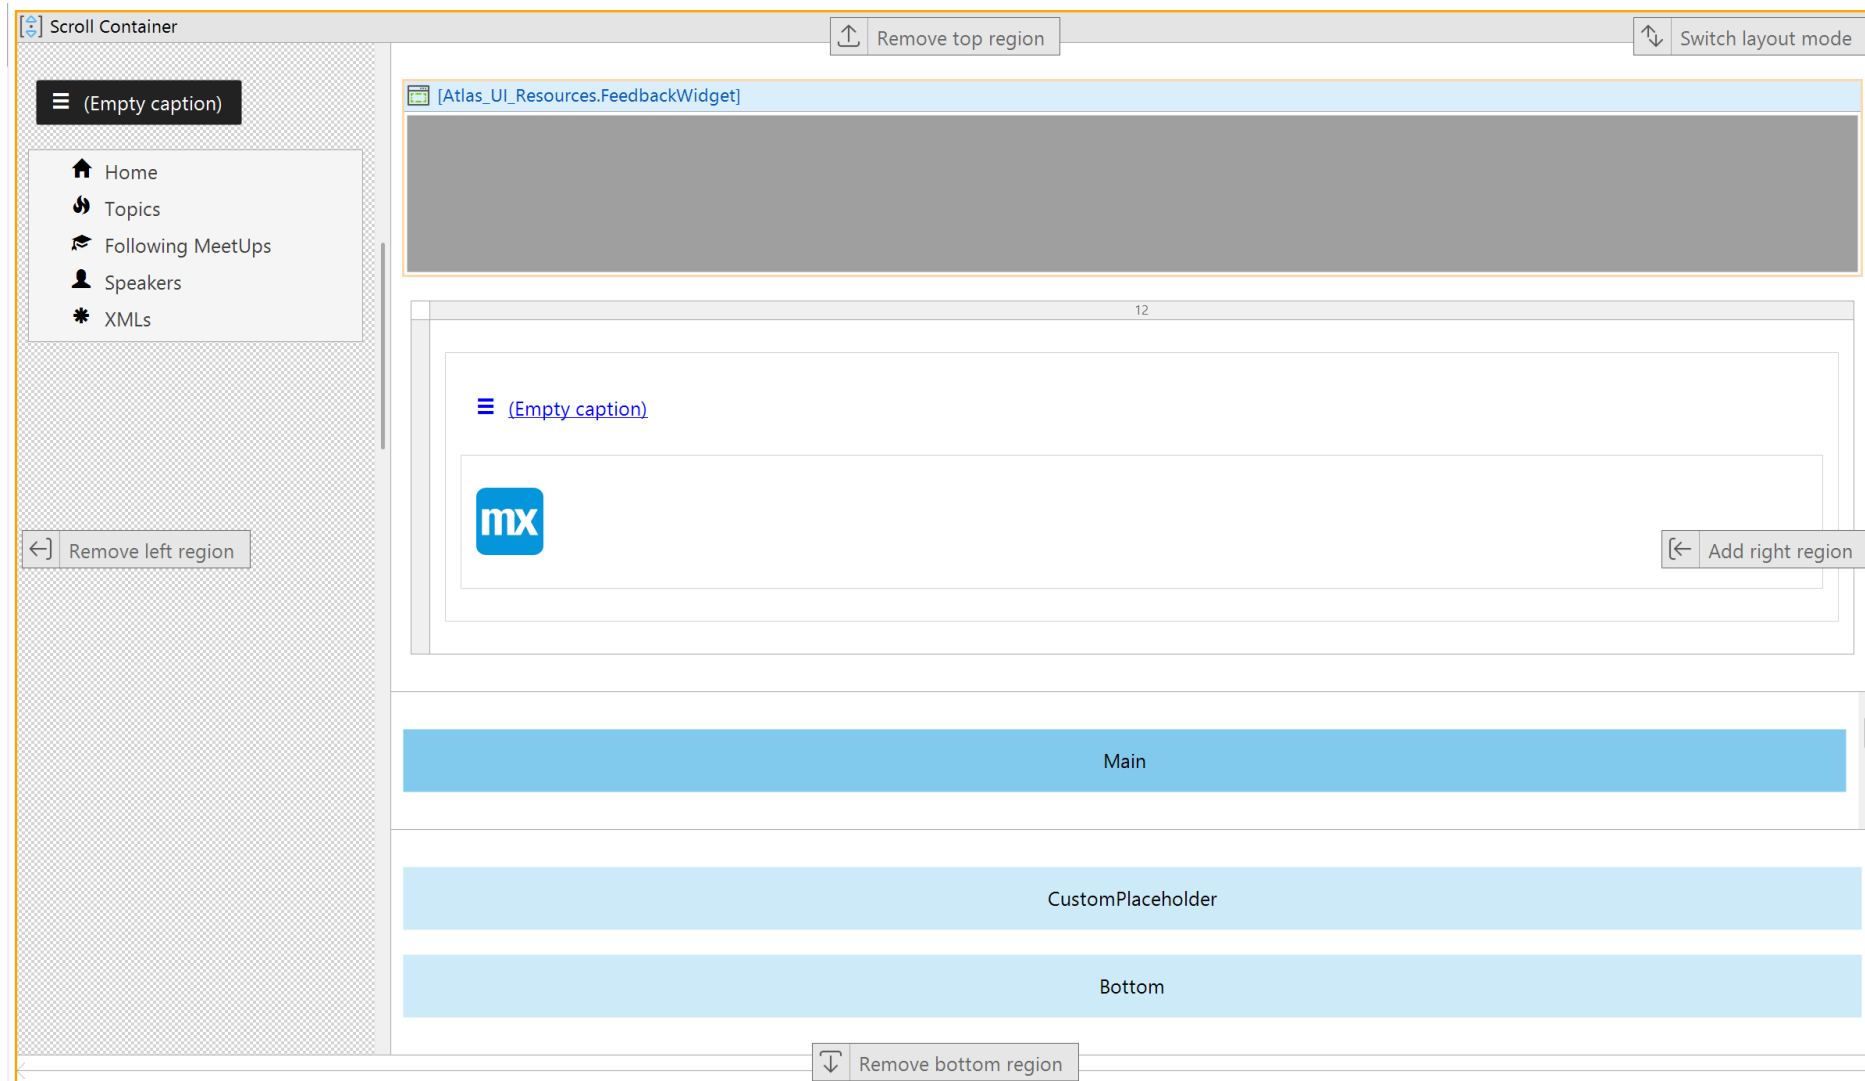 Scroll Container
Remove top region
Switch layout mode
(Empty caption)
[Atlas_UI_Resources.FeedbackWidget]
Home
Topics
Following MeetUps
Speakers
XMLs
12
(Empty caption)
mx
Remove left region
Add right region
Main
CustomPlaceholder
Bottom
Remove bottom region